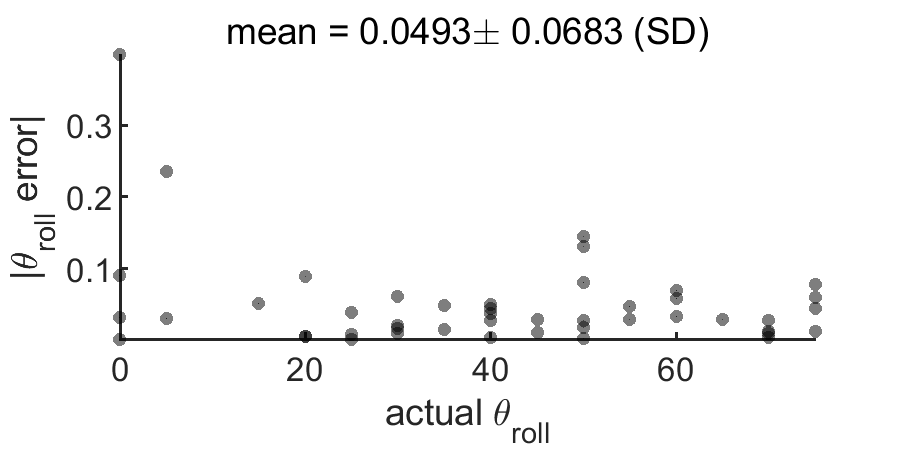 mean = 0.0493± 0.0683 (SD)
|θroll error|
0.3
0.2
0.1
0 20 40 60
actual θroll